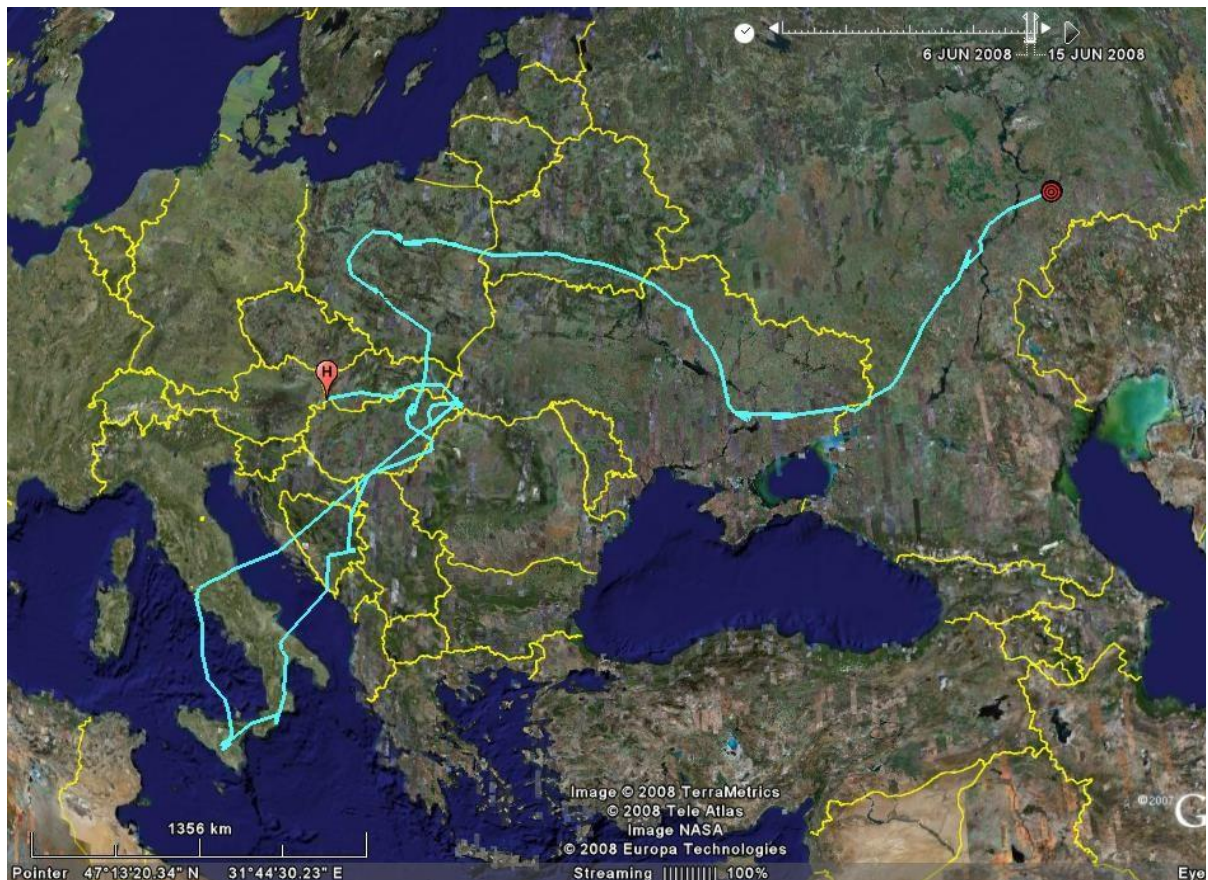 6 JUN 2008 15 JUN 2008
H
Image © 2008 TerraMetrics
© 2008 Tele Atlas
Image NASA
© 2008 Europa Technologies
©2007
G
1356 km
Pointer 47°13'20.34" N 31°44'30.23" E Streaming 100% Eye